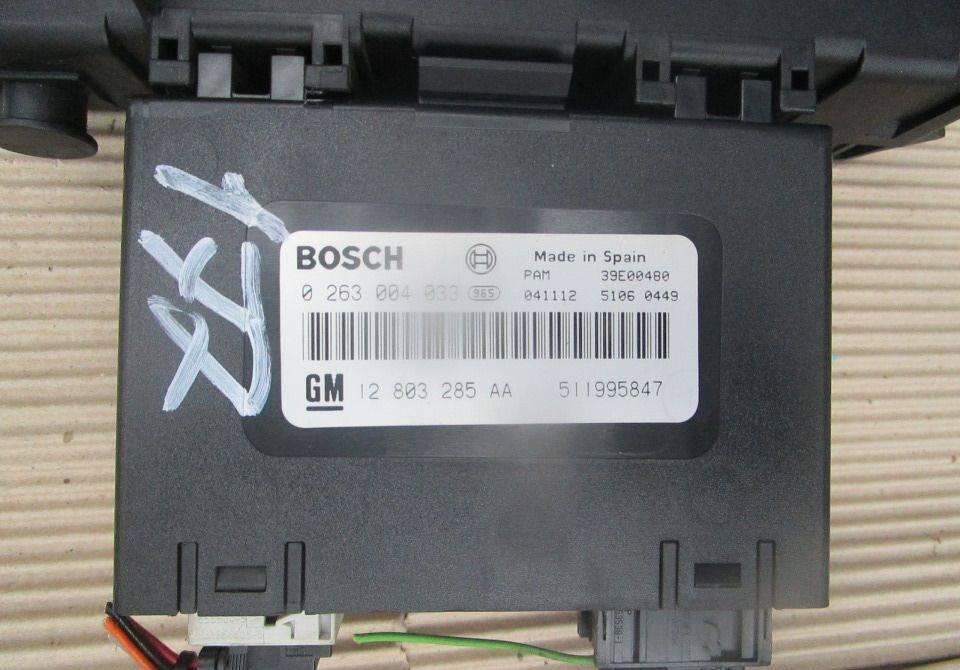 BOSCH Made in Spain
PAM 39E00480
0 263 004 033 965 041112 5106 0449
GM 12 803 285 AA 511995847